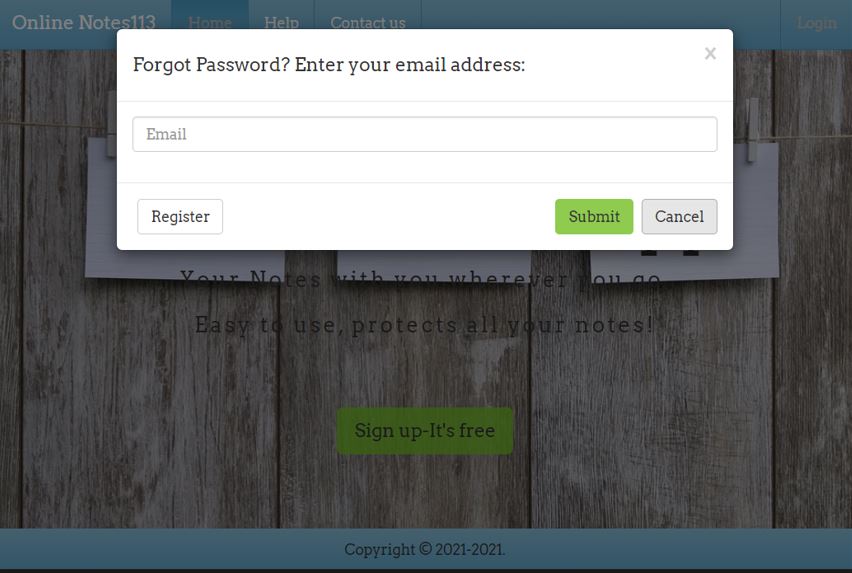 Online Notes113 Home Help Contact us Login
Forgot Password? Enter your email address: ×
Email
Register Submit Cancel
Your Notes with you wherever you go
Easy to use, protects all your notes!
Sign up-It's free
Copyright © 2021-2021.